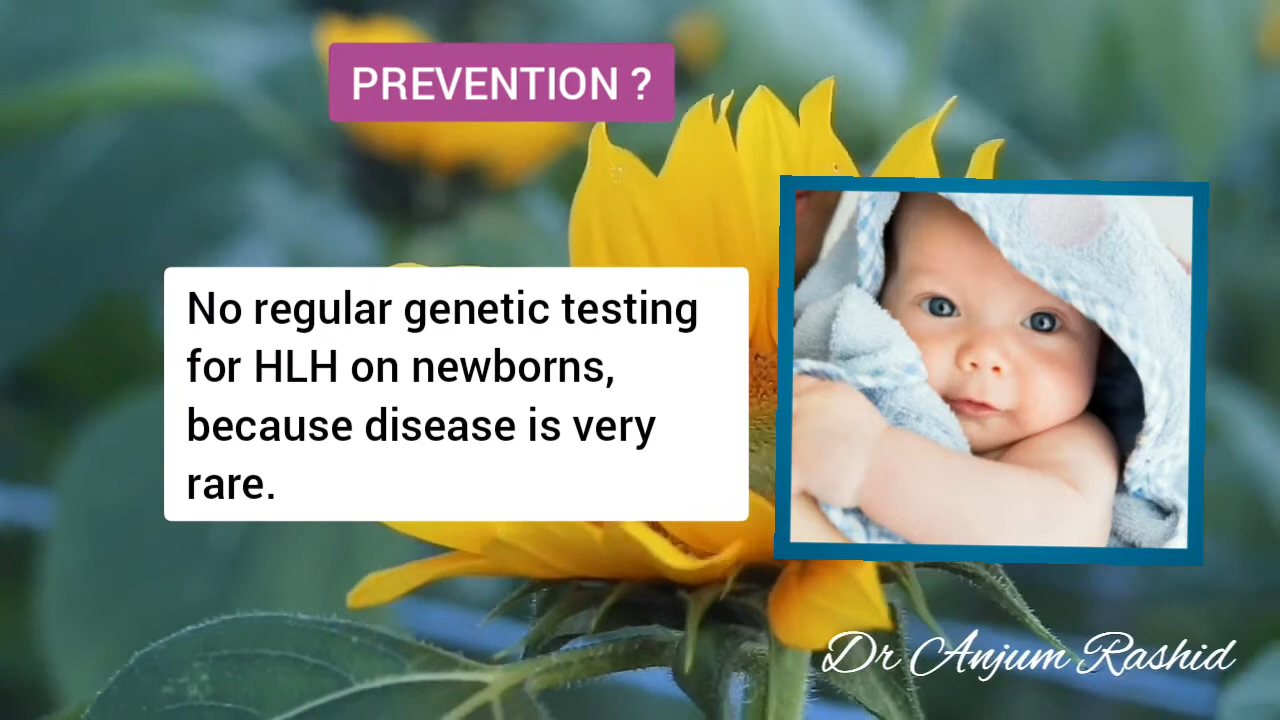 PREVENTION ?
No regular genetic testing
for HLH on newborns,
because disease is very
rare.
Dr Anjum Rashid